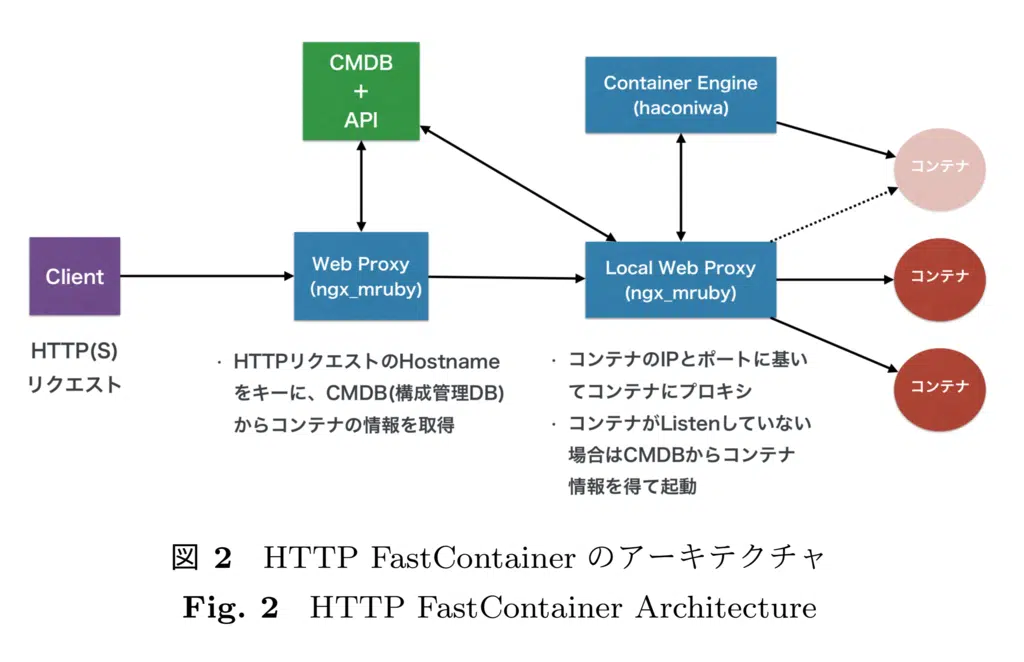 CMDB
+
API
Container Engine
(haconiwa)
コンテナ
Client
Web Proxy
(ngx_mruby)
Local Web Proxy
(ngx_mruby)
コンテナ
コンテナ
HTTP(S)
リクエスト
・ HTTPリクエストのHostname
をキーに、CMDB(構成管理DB)
からコンテナの情報を取得
・ コンテナのIPとポートに基い
てコンテナにプロキシ
・ コンテナがListenしていない
場合はCMDBからコンテナ
情報を得て起動
図 2 HTTP FastContainer のアーキテクチャ
Fig. 2 HTTP FastContainer Architecture